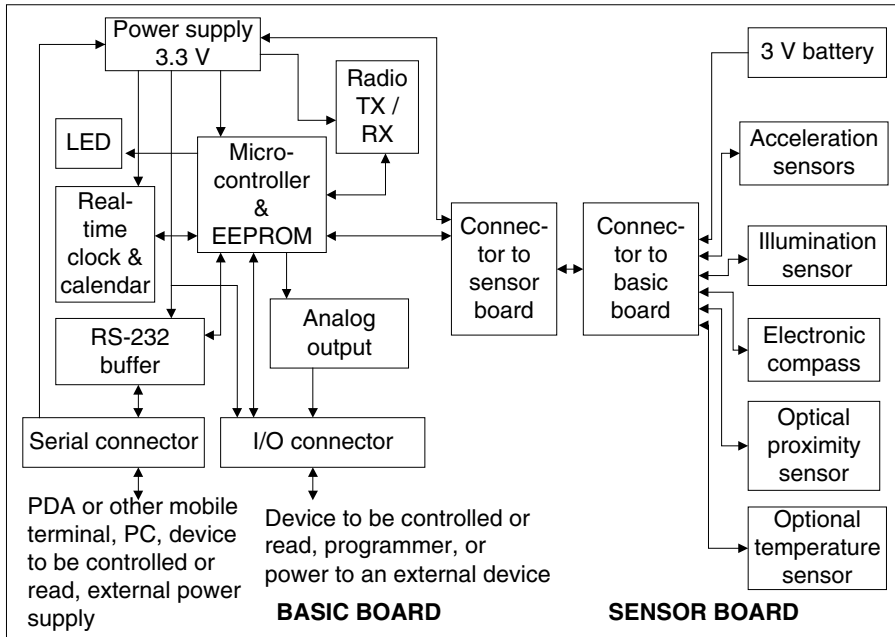 Power supply
3.3 V
Radio
TX /
RX
LED
Micro-
controller
&
EEPROM
Real-
time
clock &
calendar
RS-232
buffer
Analog
output
Serial connector
I/O connector
PDA or other mobile
terminal, PC, device
to be controlled or
read, external power
supply
Device to be controlled or
read, programmer, or
power to an external device
BASIC BOARD
Connec-
tor to
sensor
board
Connec-
tor to
basic
board
3 V battery
Acceleration
sensors
Illumination
sensor
Electronic
compass
Optical
proximity
sensor
Optional
temperature
sensor
SENSOR BOARD